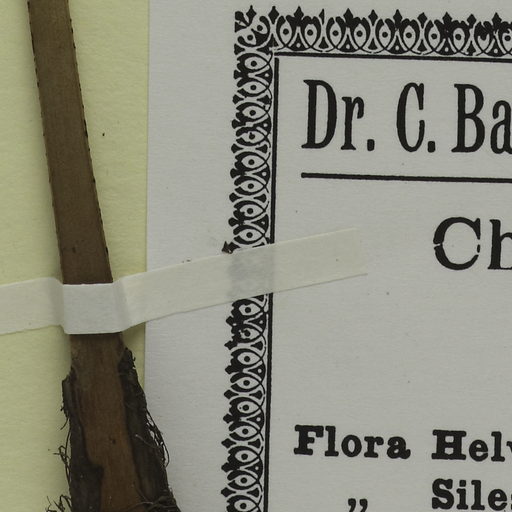 Dr. C. Ba
Ch
Flora Helv
„ Siles